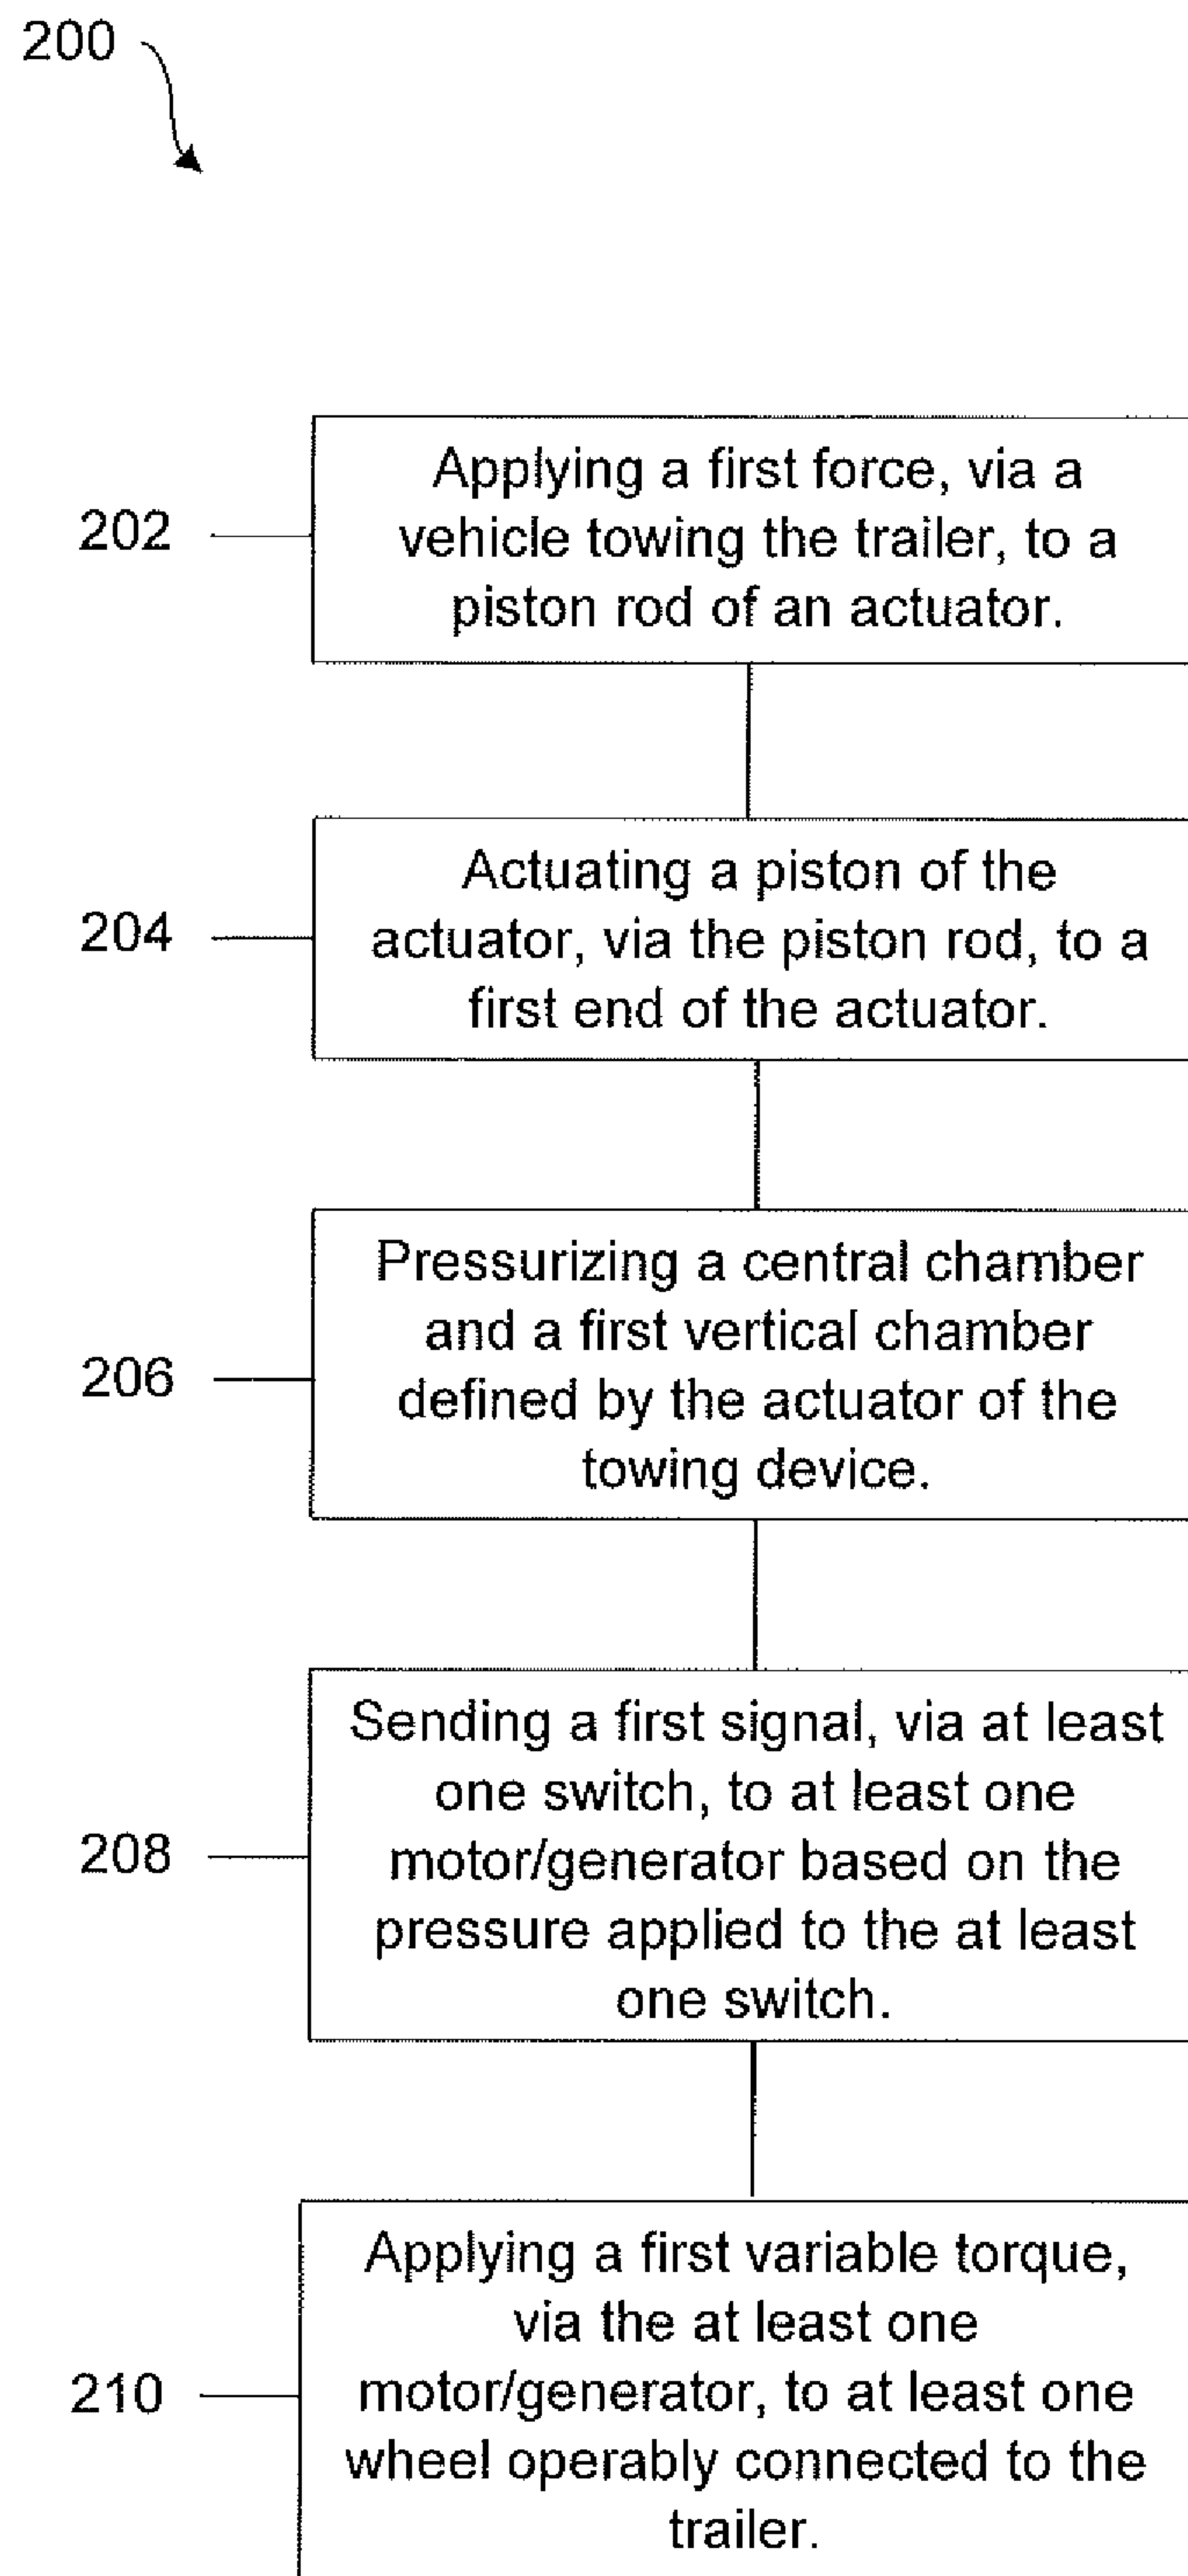 200
202
Applying a first force, via a
vehicle towing the trailer, to a
piston rod of an actuator.
204
Actuating a piston of the
actuator, via the piston rod, to a
first end of the actuator.
206
Pressurizing a central chamber
and a first vertical chamber
defined by the actuator of the
towing device.
208
Sending a first signal, via at least
one switch, to at least one
motor/generator based on the
pressure applied to the at least
one switch.
210
Applying a first variable torque,
via the at least one
motor/generator, to at least one
wheel operably connected to the
trailer.